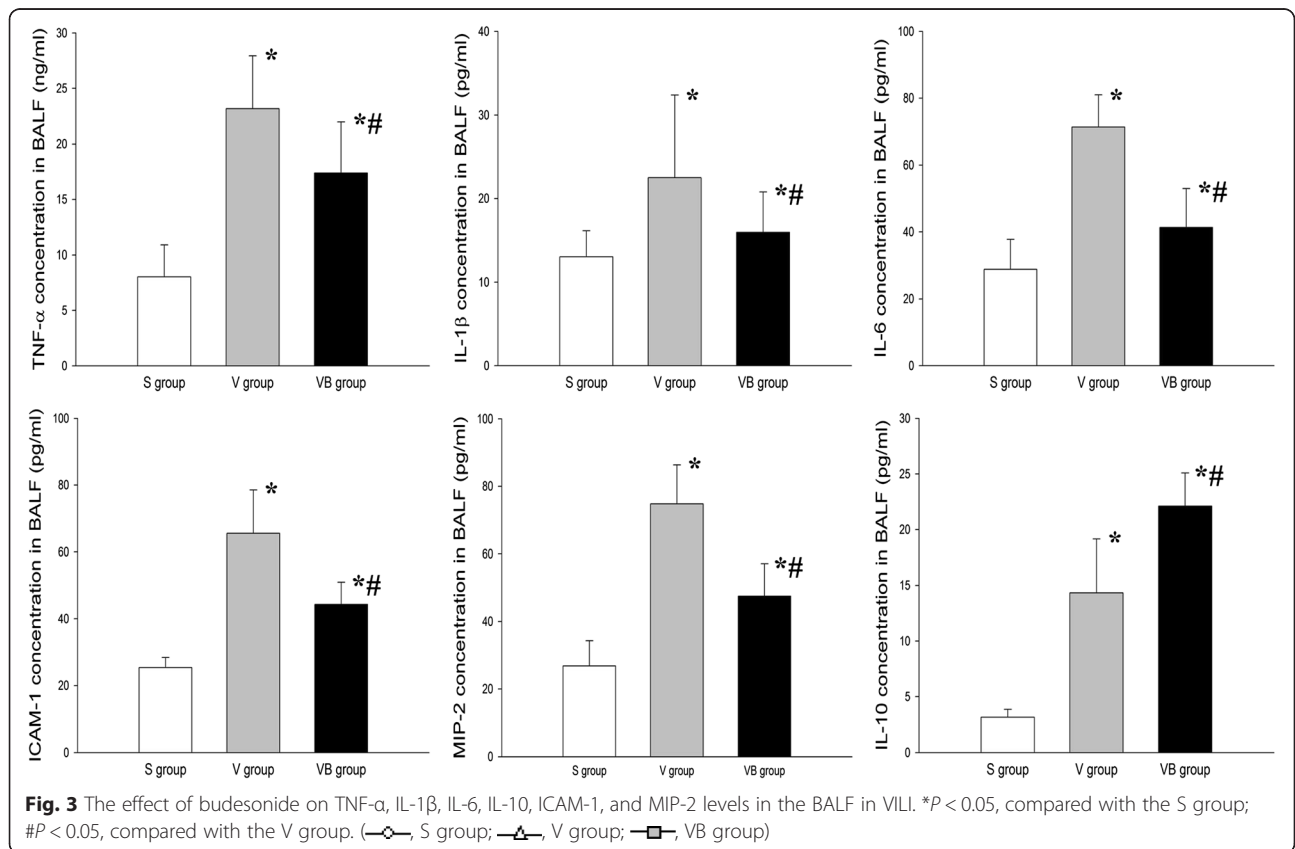 TNF-α concentration in BALF (ng/ml)
30
25
20
15
10
5
0
*
*#
S group
V group
VB group
IL-1β concentration in BALF (pg/ml)
40
30
20
10
0
*
*#
S group
V group
VB group
IL-6 concentration in BALF (pg/ml)
100
80
60
40
20
0
*
*#
S group
V group
VB group
ICAM-1 concentration in BALF (pg/ml)
100
80
60
40
20
0
*
*#
S group
V group
VB group
MIP-2 concentration in BALF (pg/ml)
100
80
60
40
20
0
*
*#
S group
V group
VB group
IL-10 concentration in BALF (pg/ml)
30
25
20
15
10
5
0
*
*#
S group
V group
VB group
Fig. 3 The effect of budesonide on TNF-α, IL-1β, IL-6, IL-10, ICAM-1, and MIP-2 levels in the BALF in VILI. *P < 0.05, compared with the S group;
#P < 0.05, compared with the V group. (, S group; , V group; , VB group)